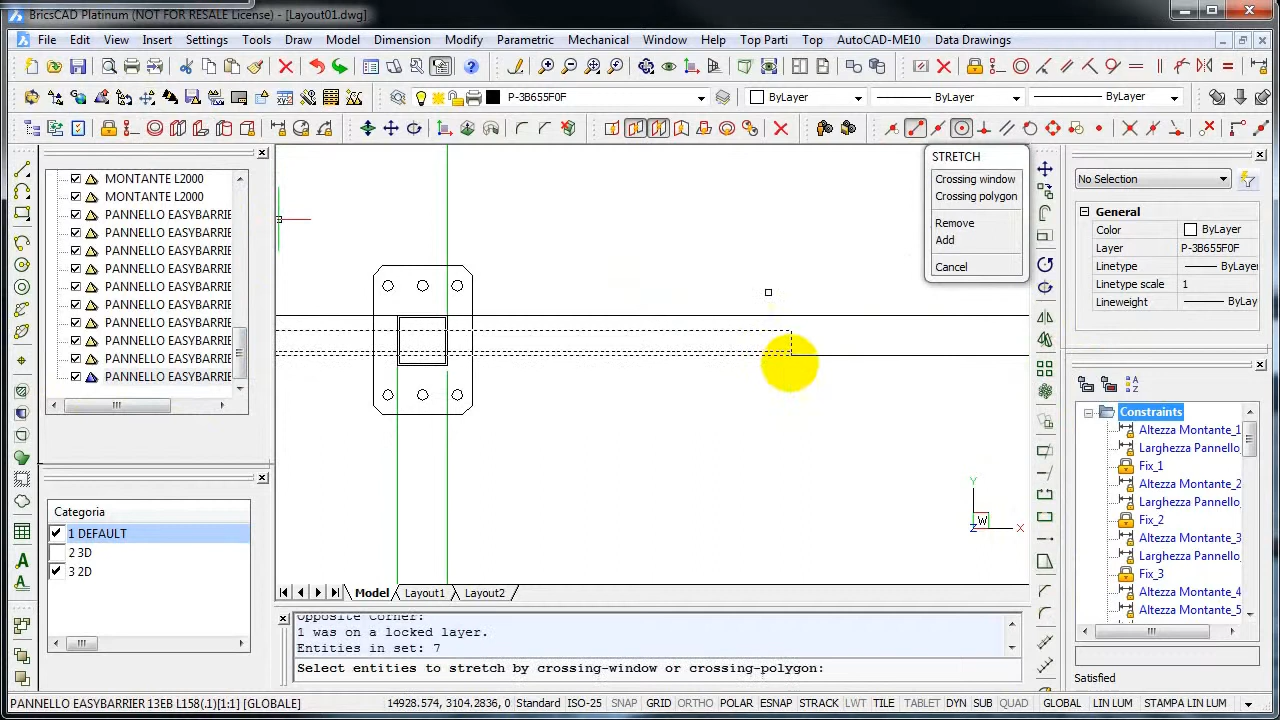 BricsCAD Platinum (NOT FOR RESALE License) - [Layout01.dwg]
File Edit View Insert Settings Tools Draw Model Dimension Modify Parametric Mechanical Window Help Top Parti Top AutoCAD-ME10 Data Drawings
P-3B655F0F
ByLayer
ByLayer
ByLayer
MONTANTE L2000
MONTANTE L2000
PANNELLO EASYBARRIE
PANNELLO EASYBARRIE
PANNELLO EASYBARRIE
PANNELLO EASYBARRIE
PANNELLO EASYBARRIE
PANNELLO EASYBARRIE
PANNELLO EASYBARRIE
PANNELLO EASYBARRIE
PANNELLO EASYBARRIE
PANNELLO EASYBARRIE
Categoria
1 DEFAULT
2 3D
3 2D
STRETCH
Crossing window
Crossing polygon
Remove
Add
Cancel
Y
W
Z
X
Model Layout1 Layout2
Opposite Corner:
1 was on a locked layer.
Entities in set: 7
Select entities to stretch by crossing-window or crossing-polygon:
No Selection
General
Color ByLayer
Layer P-3B655F0F
Linetype ByLayer
Linetype scale 1
Lineweight ByLay
Constraints
Altezza Montante_1
Larghezza Pannello_
Fix_1
Altezza Montante_2
Larghezza Pannello_
Fix_2
Altezza Montante_3
Larghezza Pannello_
Fix_3
Altezza Montante_4
Altezza Montante_5
Satisfied
PANNELLO EASYBARRIER 13EB L158(.1)[1:1] (GLOBALE) 14928.574, 3104.2836, 0 Standard ISO-25 SNAP GRID ORTHO POLAR ESNAP STRACK LWT TILE DYN SUB QUAD GLOBAL LIN LUM STAMPA LIN LUM